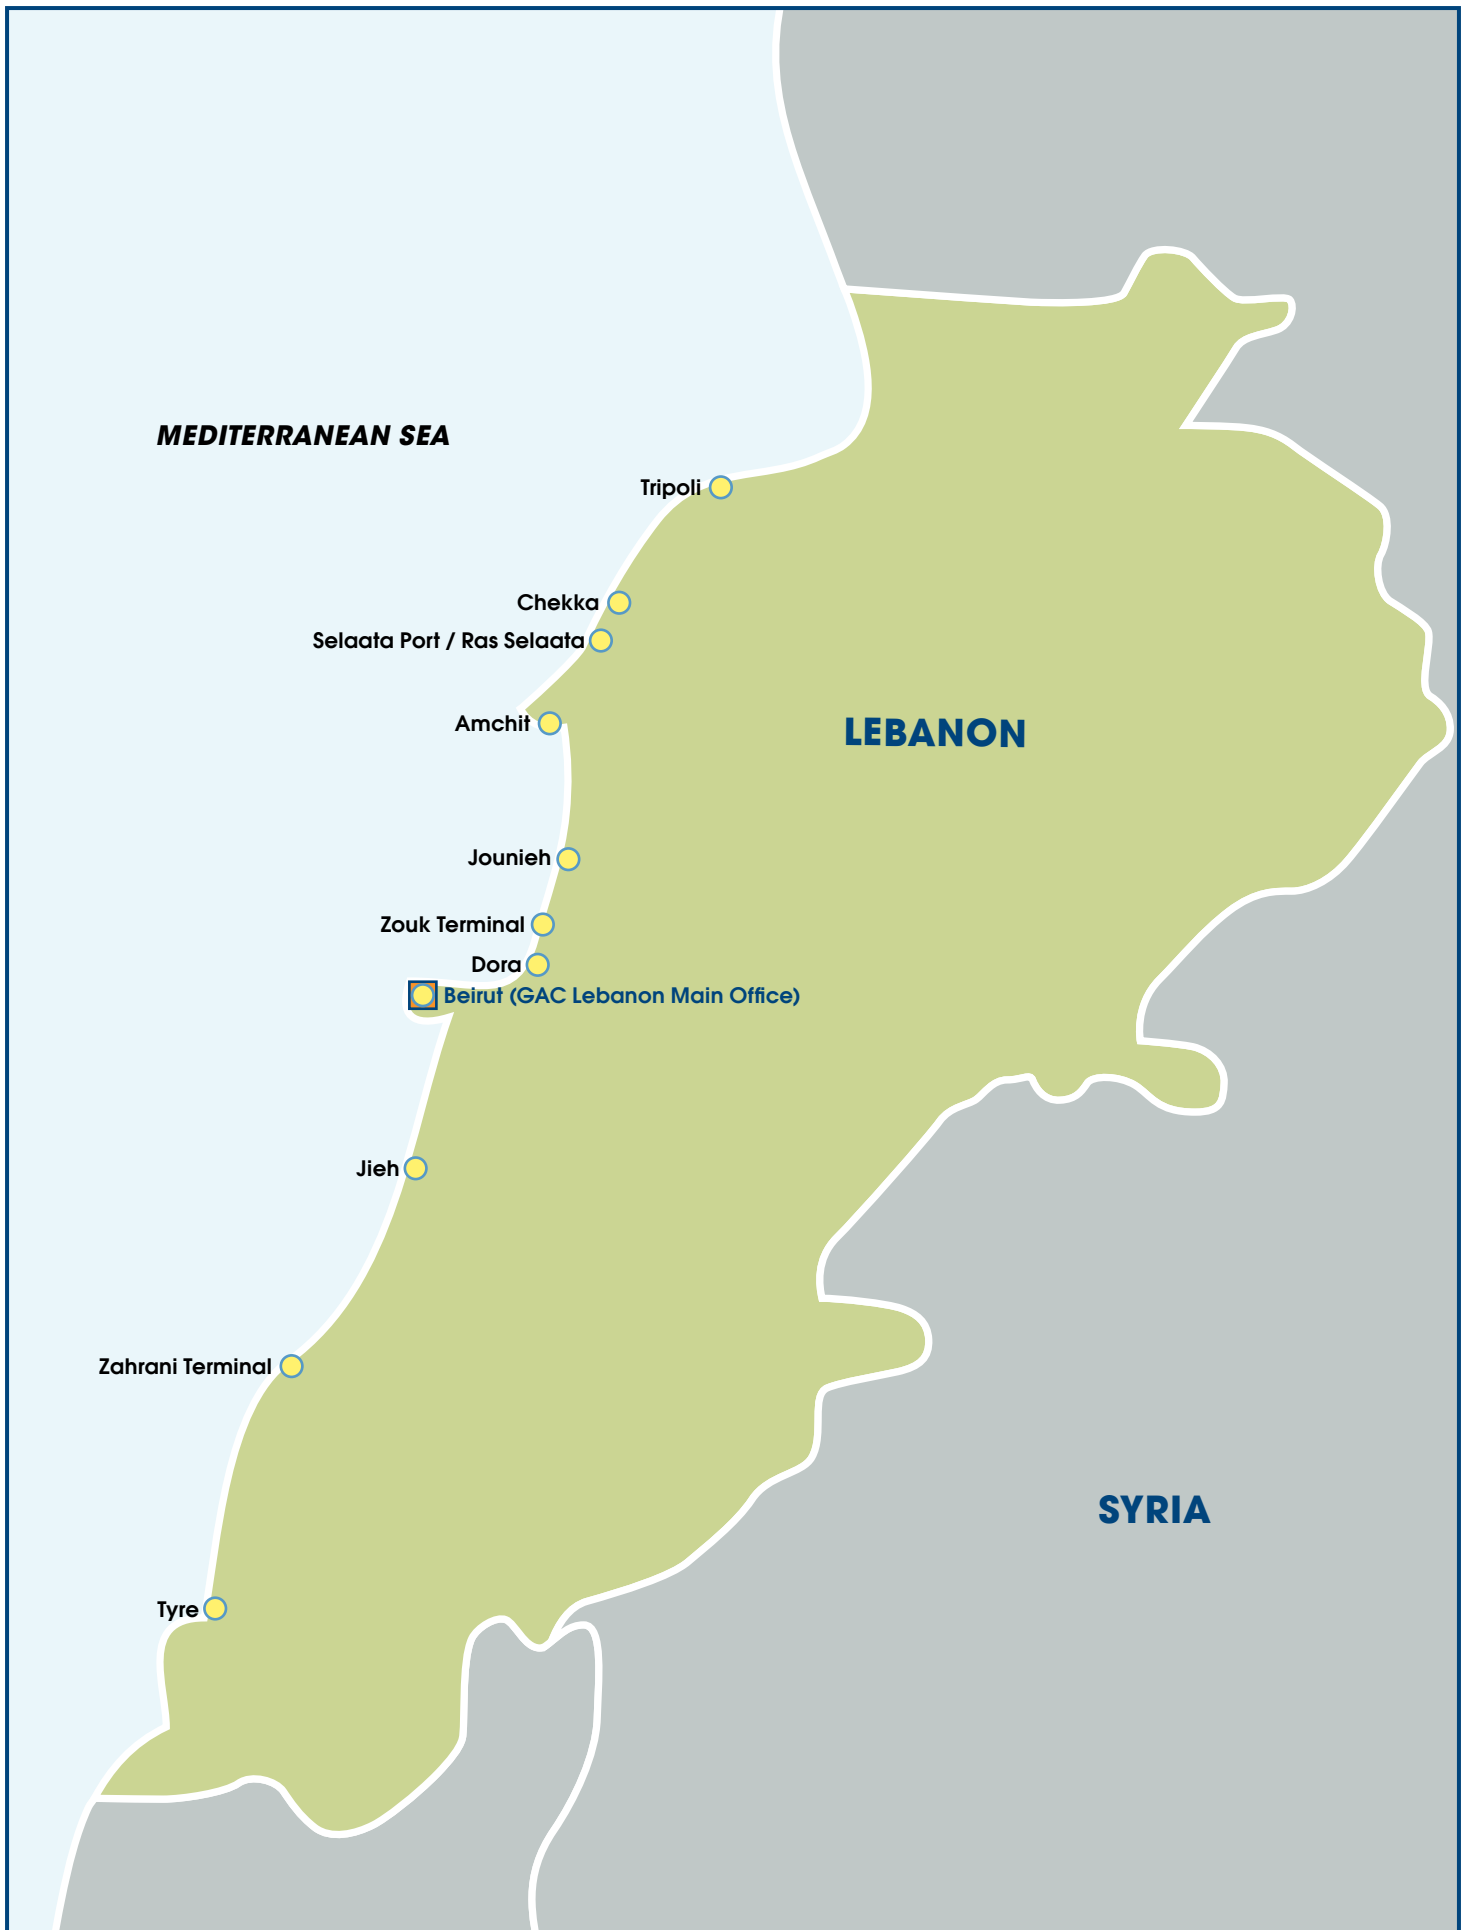 MEDITERRANEAN SEA
Tripoli
Chekka
Selaata Port / Ras Selaata
Amchit
LEBANON
Jounieh
Zouk Terminal
Dora
Beirut (GAC Lebanon Main Office)
Jieh
Zahrani Terminal
SYRIA
Tyre